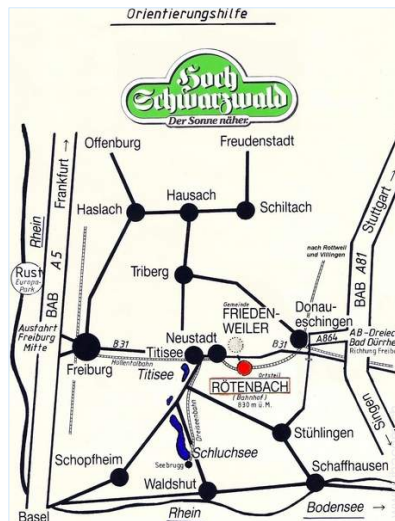 Orientierungshilfe
Hoch
Schwarzwald
Der Sonne näher.
Offenburg
Freudenstadt
Frankfurt →
Stuttgart →
Rhein
BAB A5
Haslach
Hausach
Schiltach
nach Rottweil
und Villingen
BAB A81
Rust
Europa-
Park
Triberg
Gemeinde
FRIEDEN-
WEILER
Donau-
eschingen
Ausfahrt
Freiburg
Mitte
B31
Neustadt
Titisee
B31
A864
AB-Dreieck
Bad Dürrhe
Richtung Freib
Freiburg
Höllentalbahn
Titisee
Ortsteil
RÖTENBACH
(Bahnhof)
830 m ü. M.
Dreiseenbahn
Singen
Stühlingen
Schluchsee
Seebrugg
Schopfheim
Waldshut
Schaffhausen
Basel
Rhein
Bodensee →